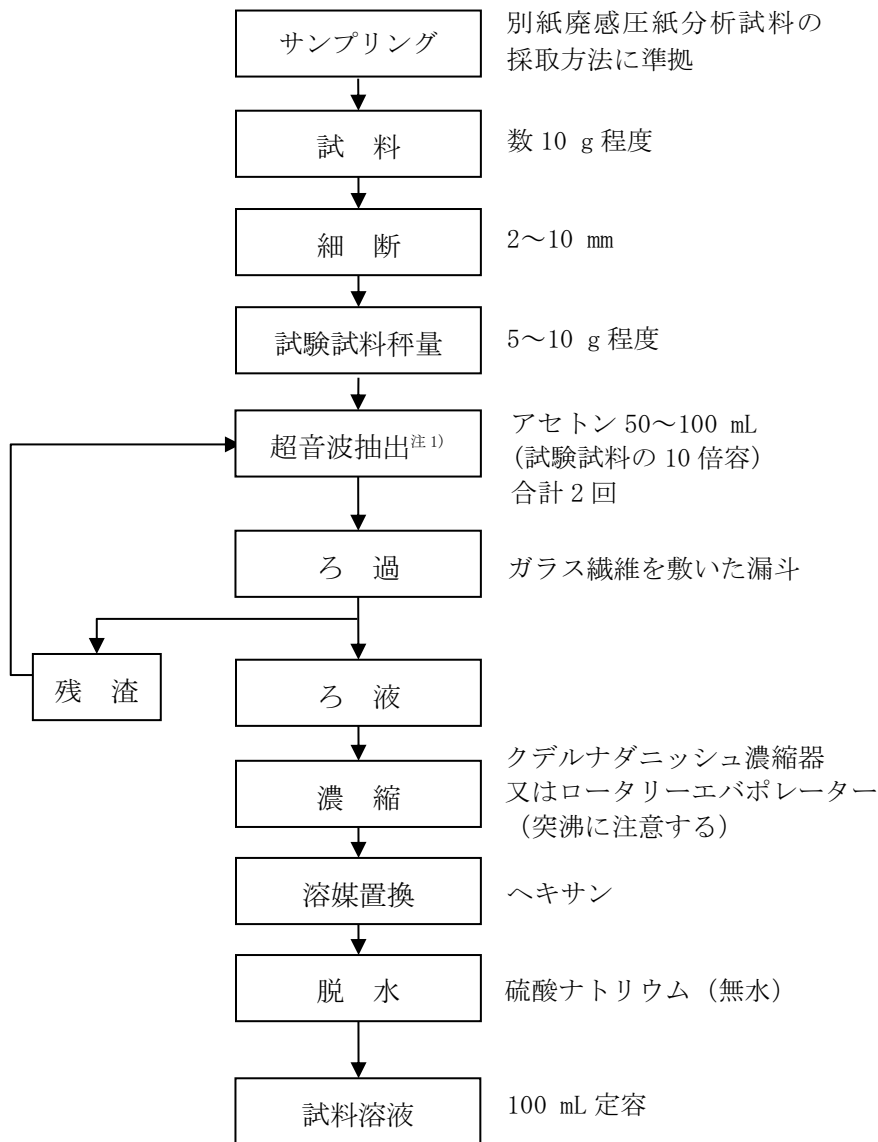 サンプリング
別紙廃感圧紙分析試料の
採取方法に準拠
試　料
数 10 g 程度
細　断
2～10 mm
試験試料秤量
5～10 g 程度
超音波抽出注1)
アセトン 50～100 mL
(試験試料の 10 倍容)
合計 2 回
ろ　過
ガラス繊維を敷いた漏斗
残　渣
ろ　液
濃　縮
クデルナダニッシュ濃縮器
又はロータリーエバポレーター
（突沸に注意する）
溶媒置換
ヘキサン
脱　水
硫酸ナトリウム（無水）
試料溶液
100 mL 定容